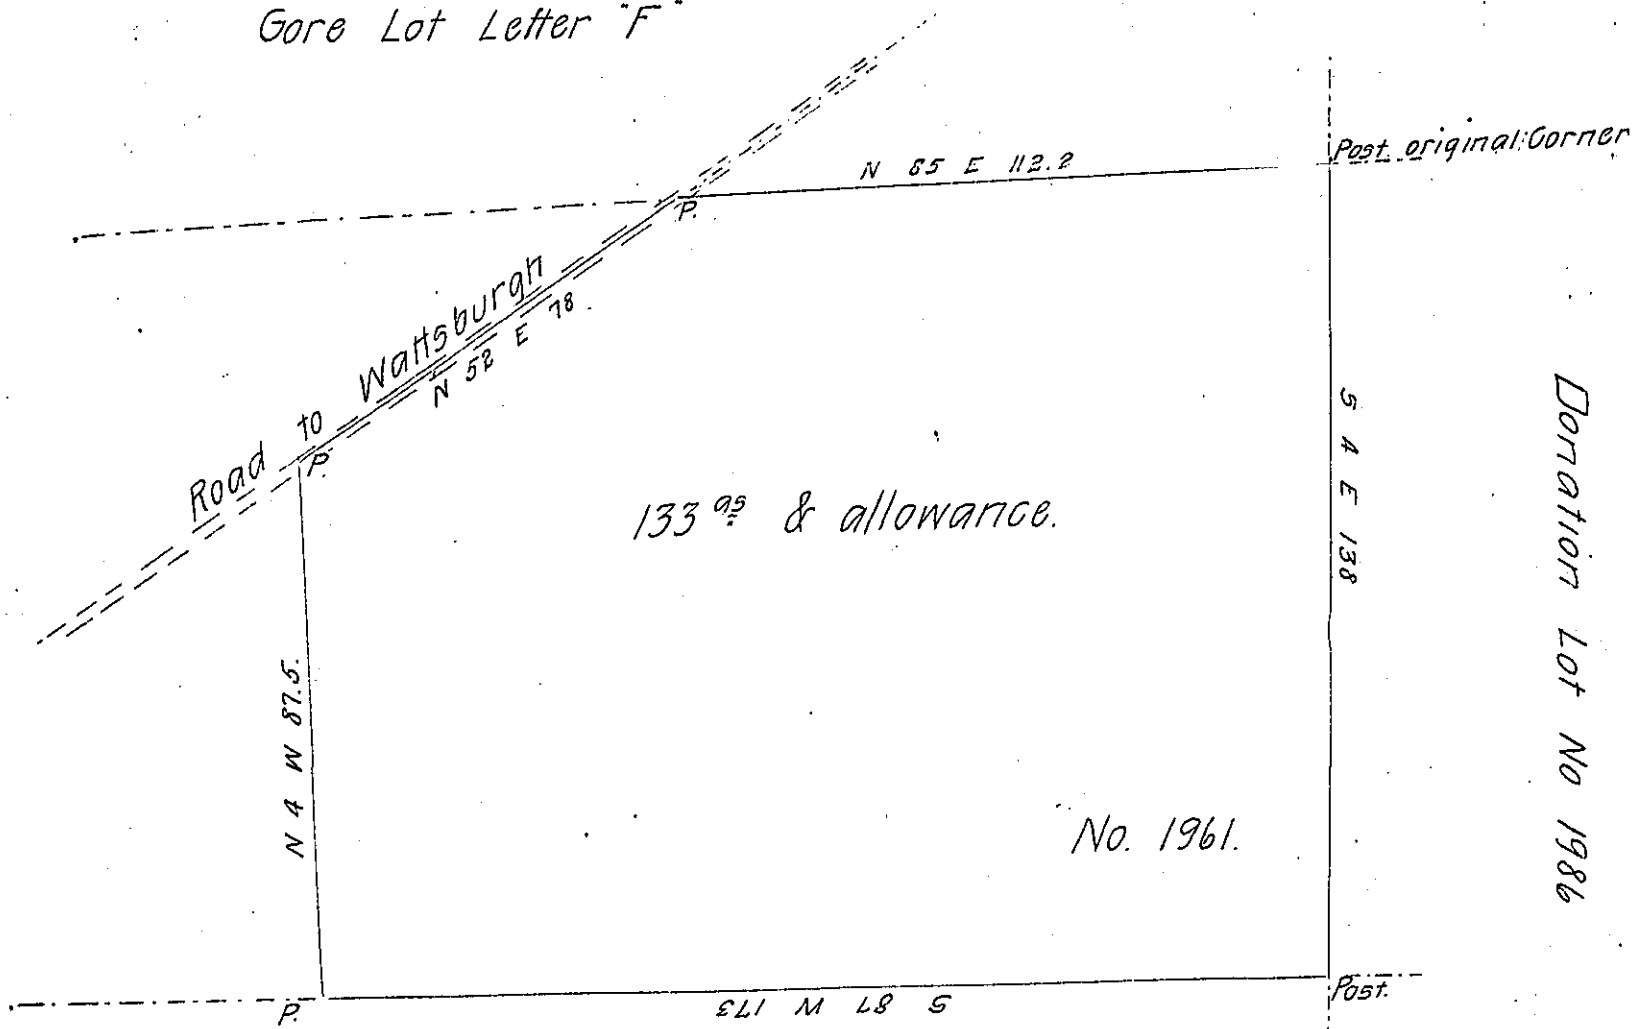 Gore Lot Letter "F"
Post original Corner
N 85 E 112.2
P.
Road to Wattsburgh
N 52 E 78
P.
S 4 E 138
Donation Lot No 1986
133 as & allowance.
N 4 W 87.5.
No. 1961.
P.
S 87 W 173
Post.